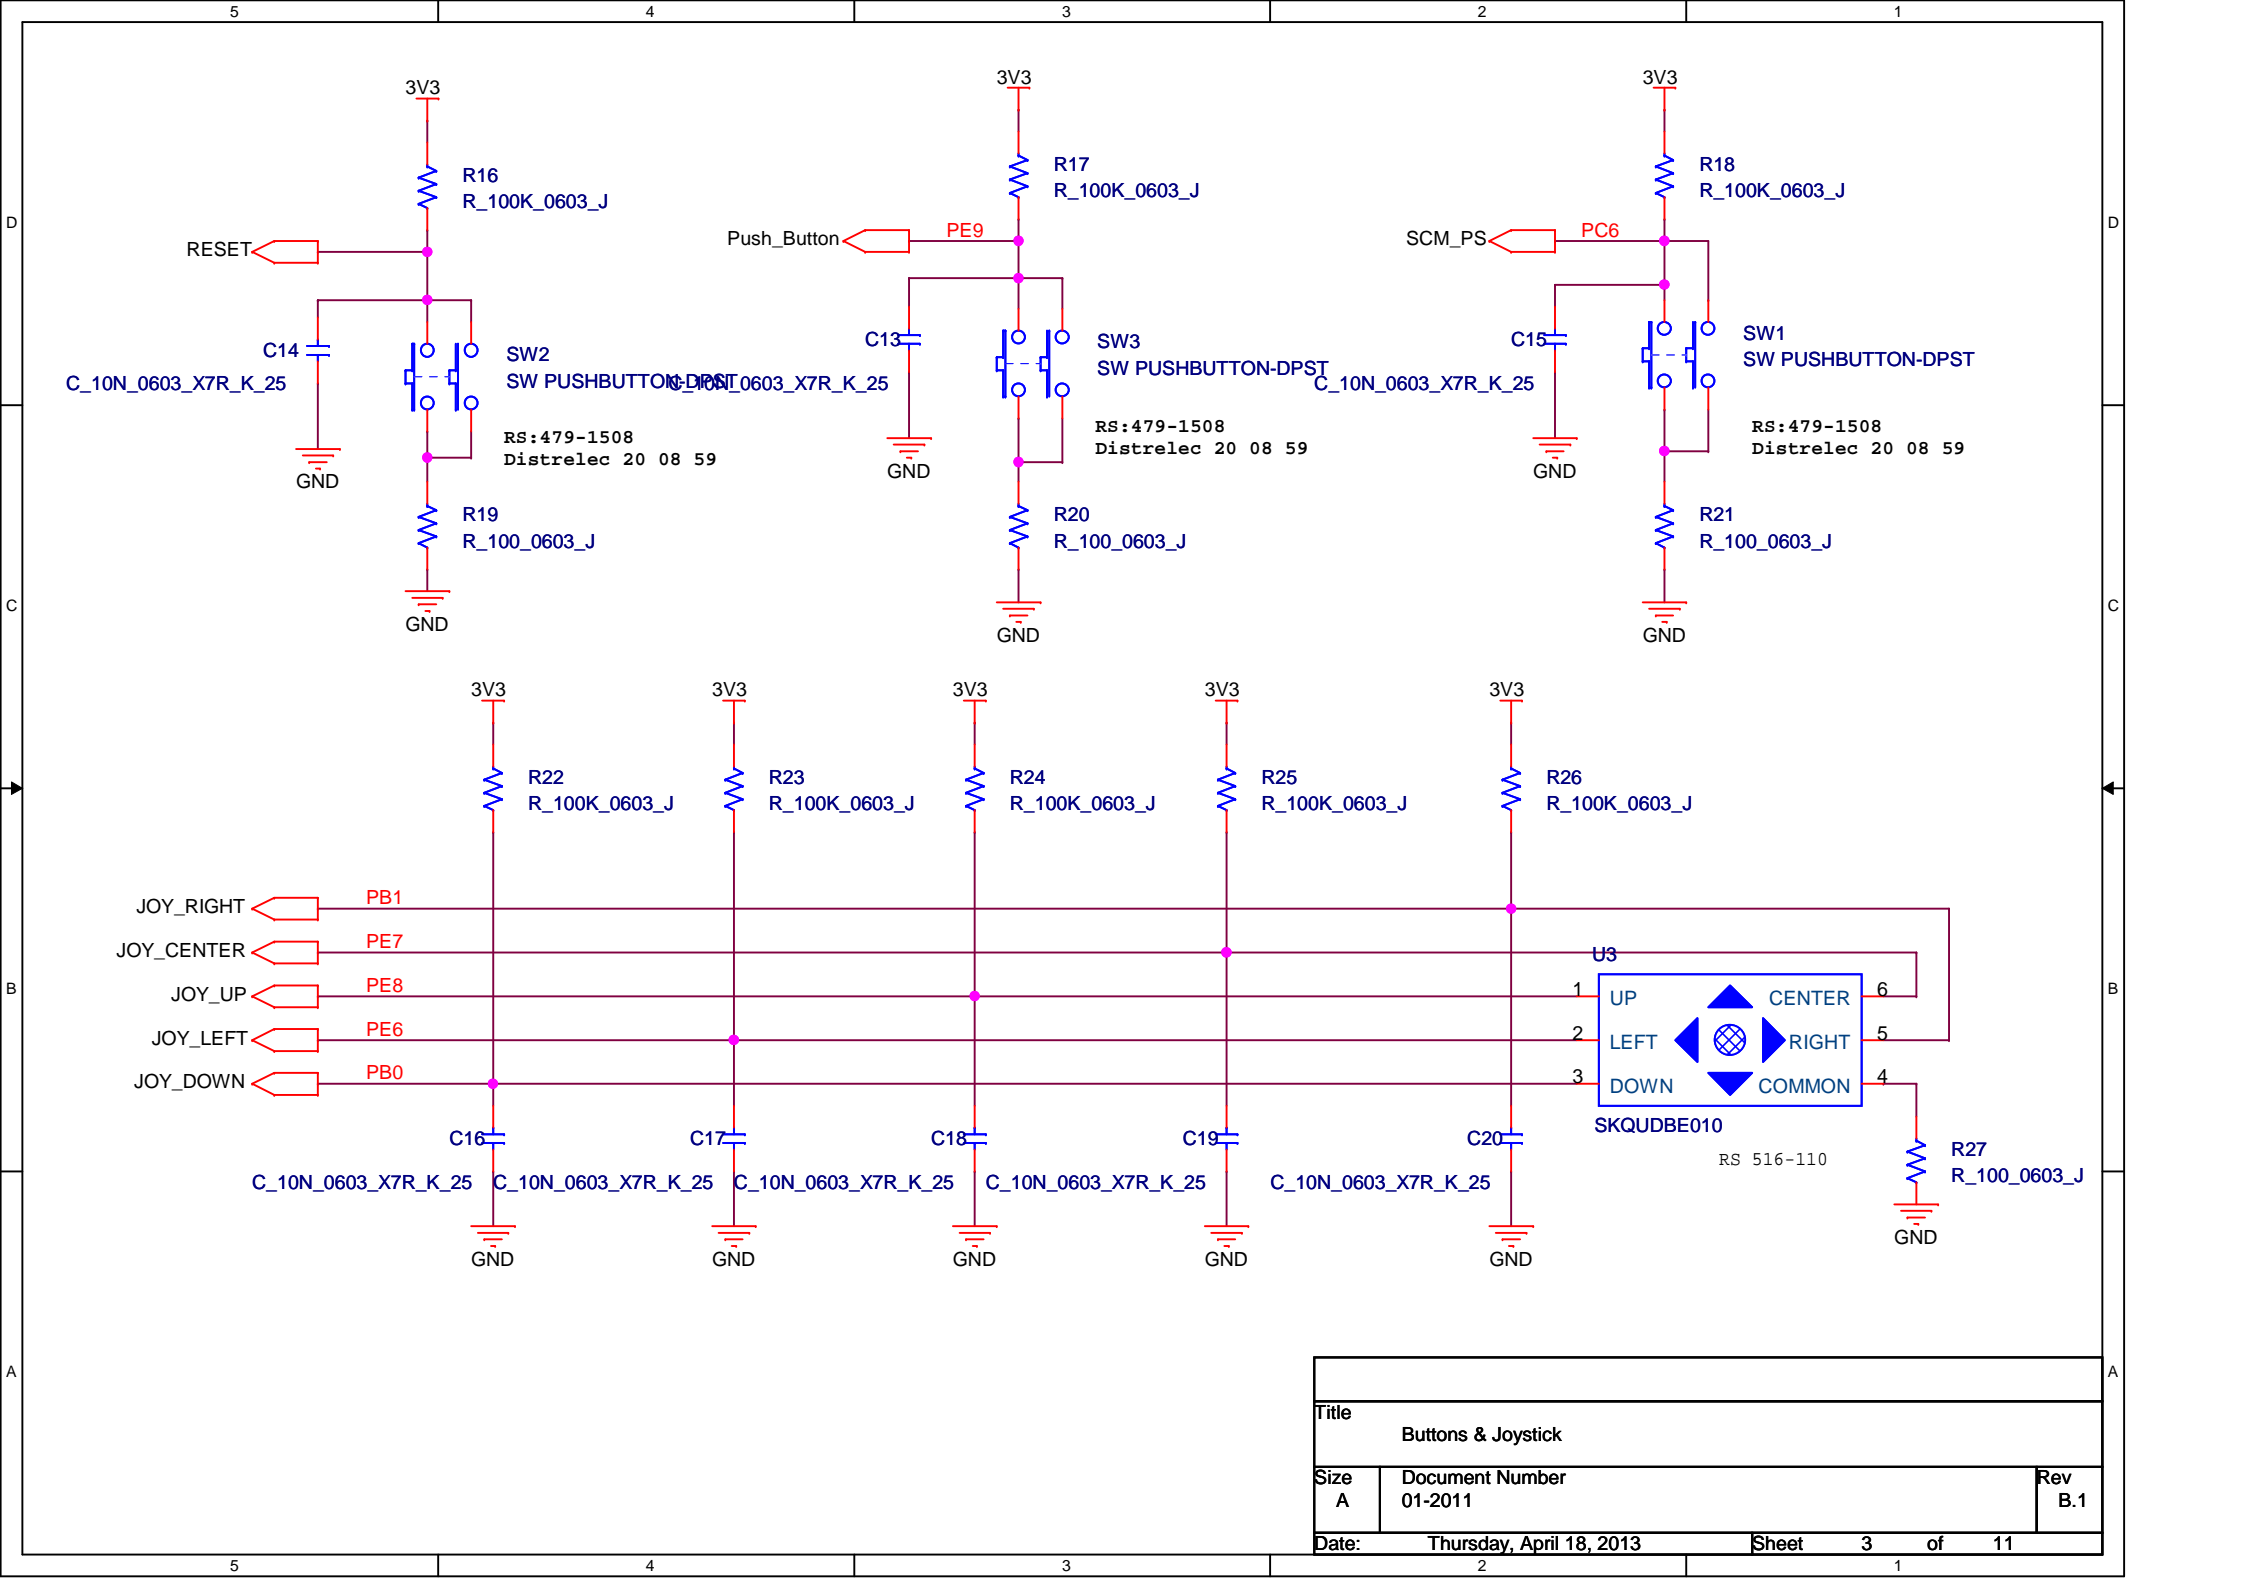 5 4 3 2 1
3V3 3V3 3V3
R16
R_100K_0603_J
R17
R_100K_0603_J
R18
R_100K_0603_J
D D
RESET
Push_Button PE9
SCM_PS PC6
C14
C_10N_0603_X7R_K_25
SW2
SW PUSHBUTTON-DPST
C13
C_10N_0603_X7R_K_25
SW3
SW PUSHBUTTON-DPST
C15
C_10N_0603_X7R_K_25
SW1
SW PUSHBUTTON-DPST
RS:479-1508
Distrelec 20 08 59
RS:479-1508
Distrelec 20 08 59
RS:479-1508
Distrelec 20 08 59
GND GND GND
R19
R_100_0603_J
R20
R_100_0603_J
R21
R_100_0603_J
C C
GND GND GND
3V3 3V3 3V3 3V3 3V3
R22
R_100K_0603_J
R23
R_100K_0603_J
R24
R_100K_0603_J
R25
R_100K_0603_J
R26
R_100K_0603_J
JOY_RIGHT PB1
JOY_CENTER PE7
JOY_UP PE8
JOY_LEFT PE6
JOY_DOWN PB0
B B
U3
1 UP CENTER 6
2 LEFT RIGHT 5
3 DOWN COMMON 4
SKQUDBE010
RS 516-110
C16
C_10N_0603_X7R_K_25
C17
C_10N_0603_X7R_K_25
C18
C_10N_0603_X7R_K_25
C19
C_10N_0603_X7R_K_25
C20
C_10N_0603_X7R_K_25
R27
R_100_0603_J
GND GND GND GND GND GND
A A
Title
Buttons & Joystick
Size Document Number Rev
A 01-2011 B.1
Date: Thursday, April 18, 2013 Sheet 3 of 11
5 4 3 2 1